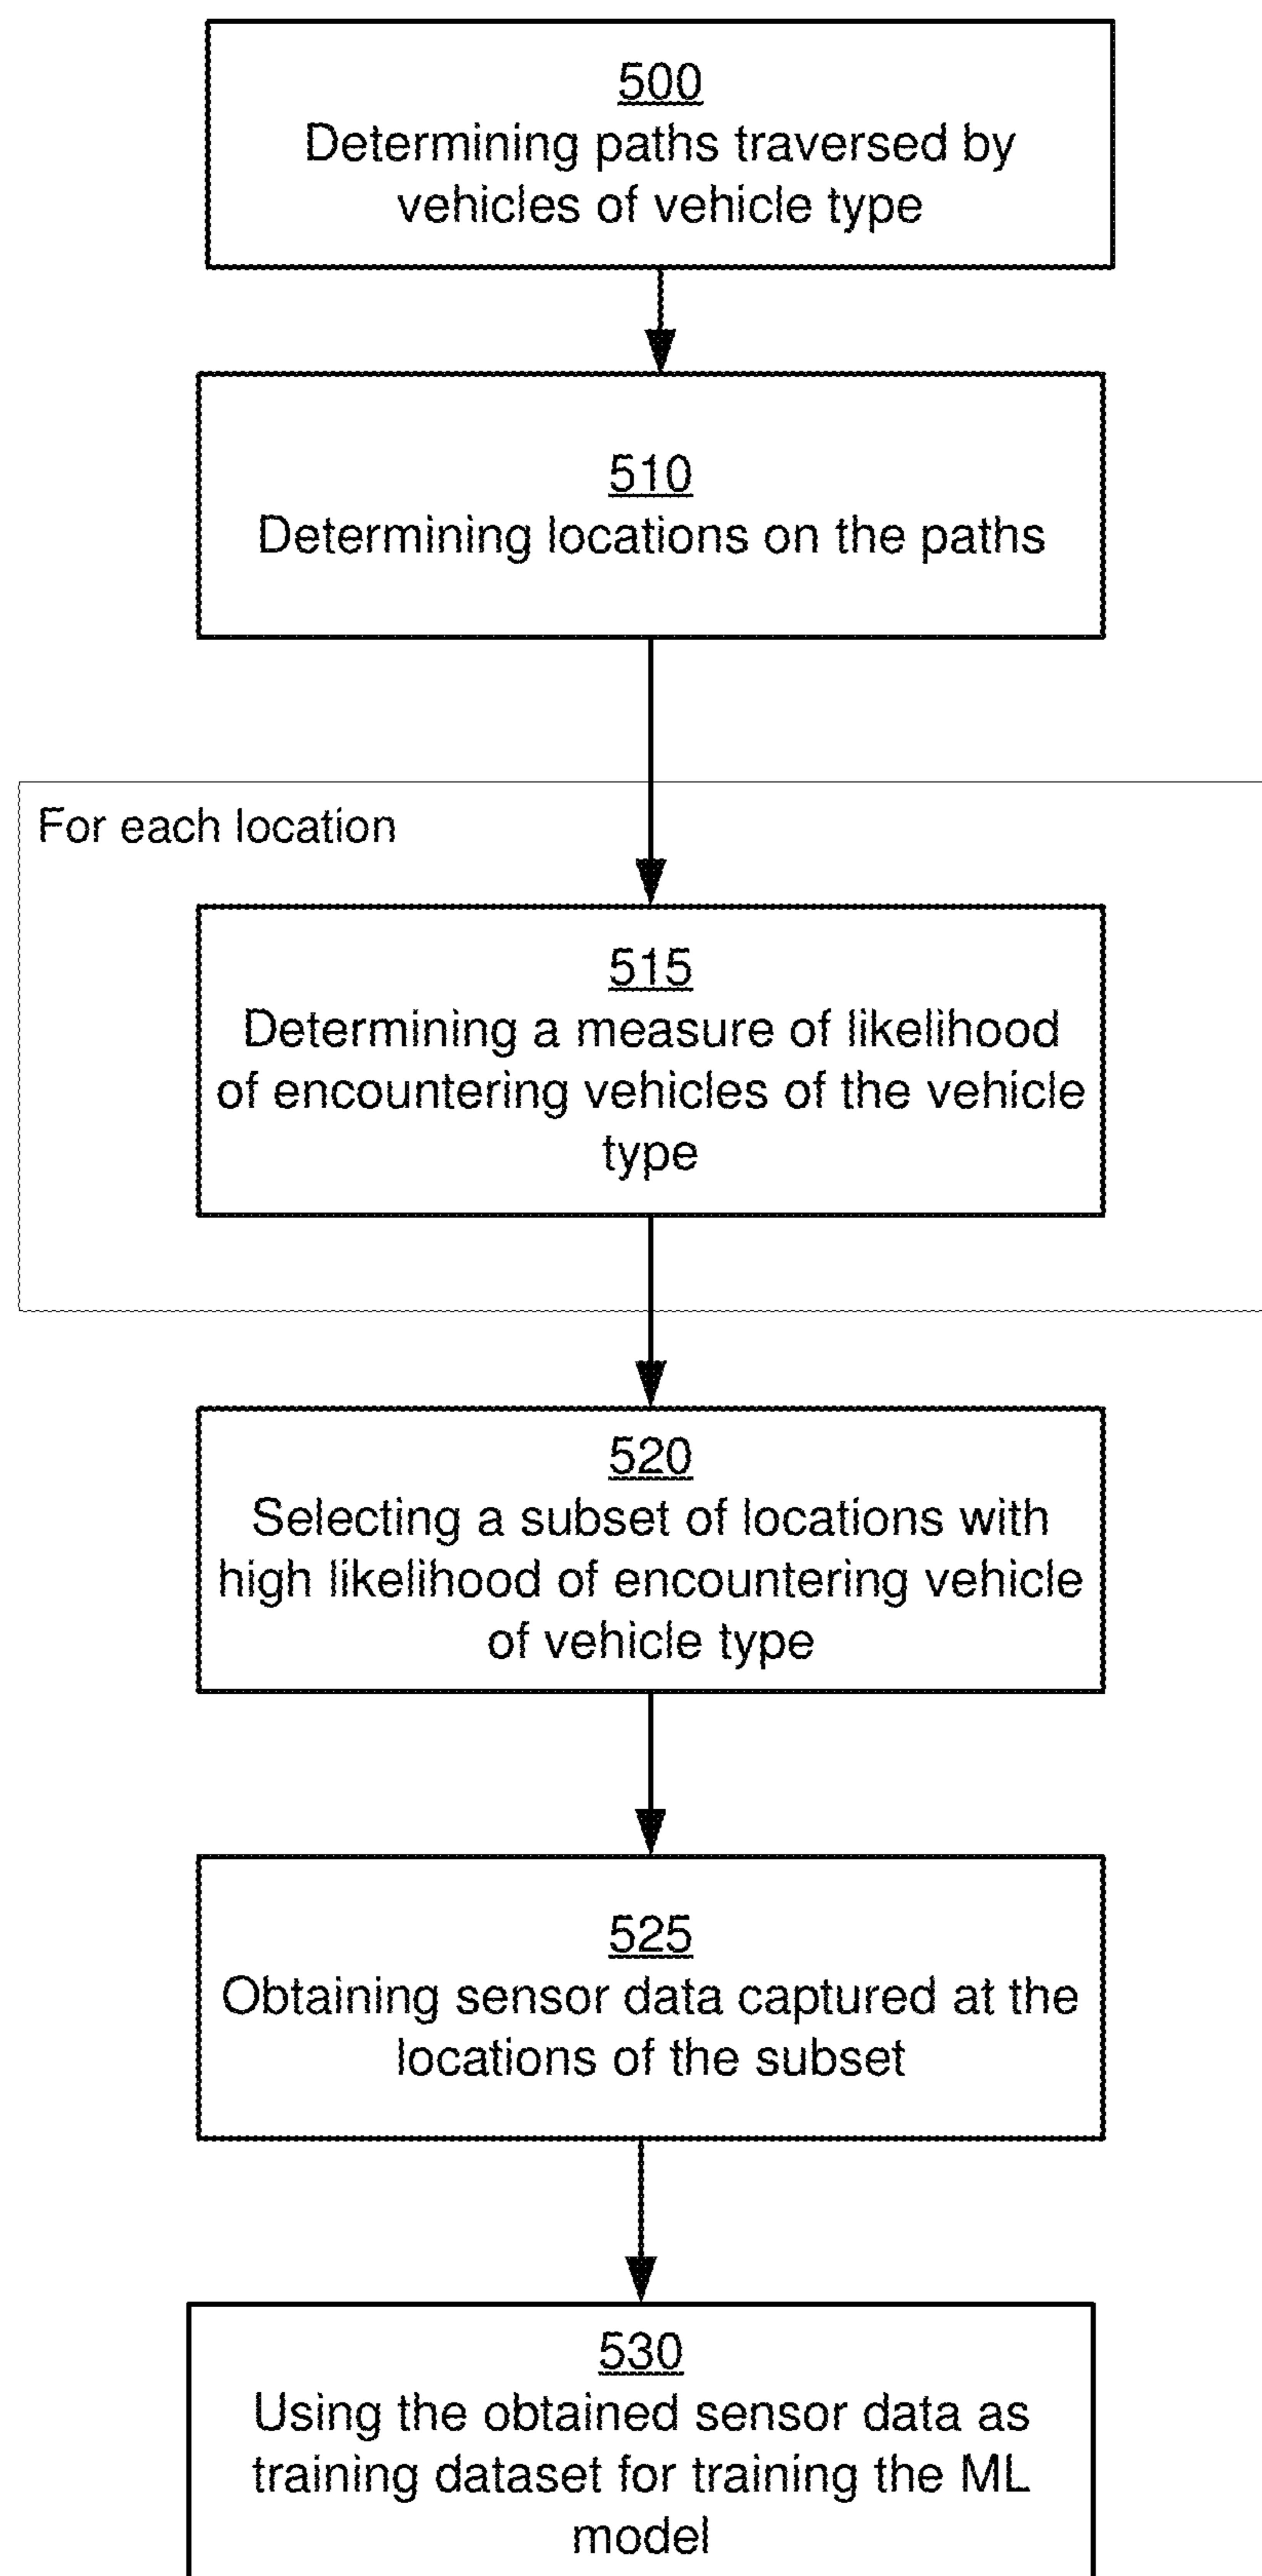 500
Determining paths traversed by
vehicles of vehicle type
510
Determining locations on the paths
For each location
515
Determining a measure of likelihood
of encountering vehicles of the vehicle
type
520
Selecting a subset of locations with
high likelihood of encountering vehicle
of vehicle type
525
Obtaining sensor data captured at the
locations of the subset
530
Using the obtained sensor data as
training dataset for training the ML
model